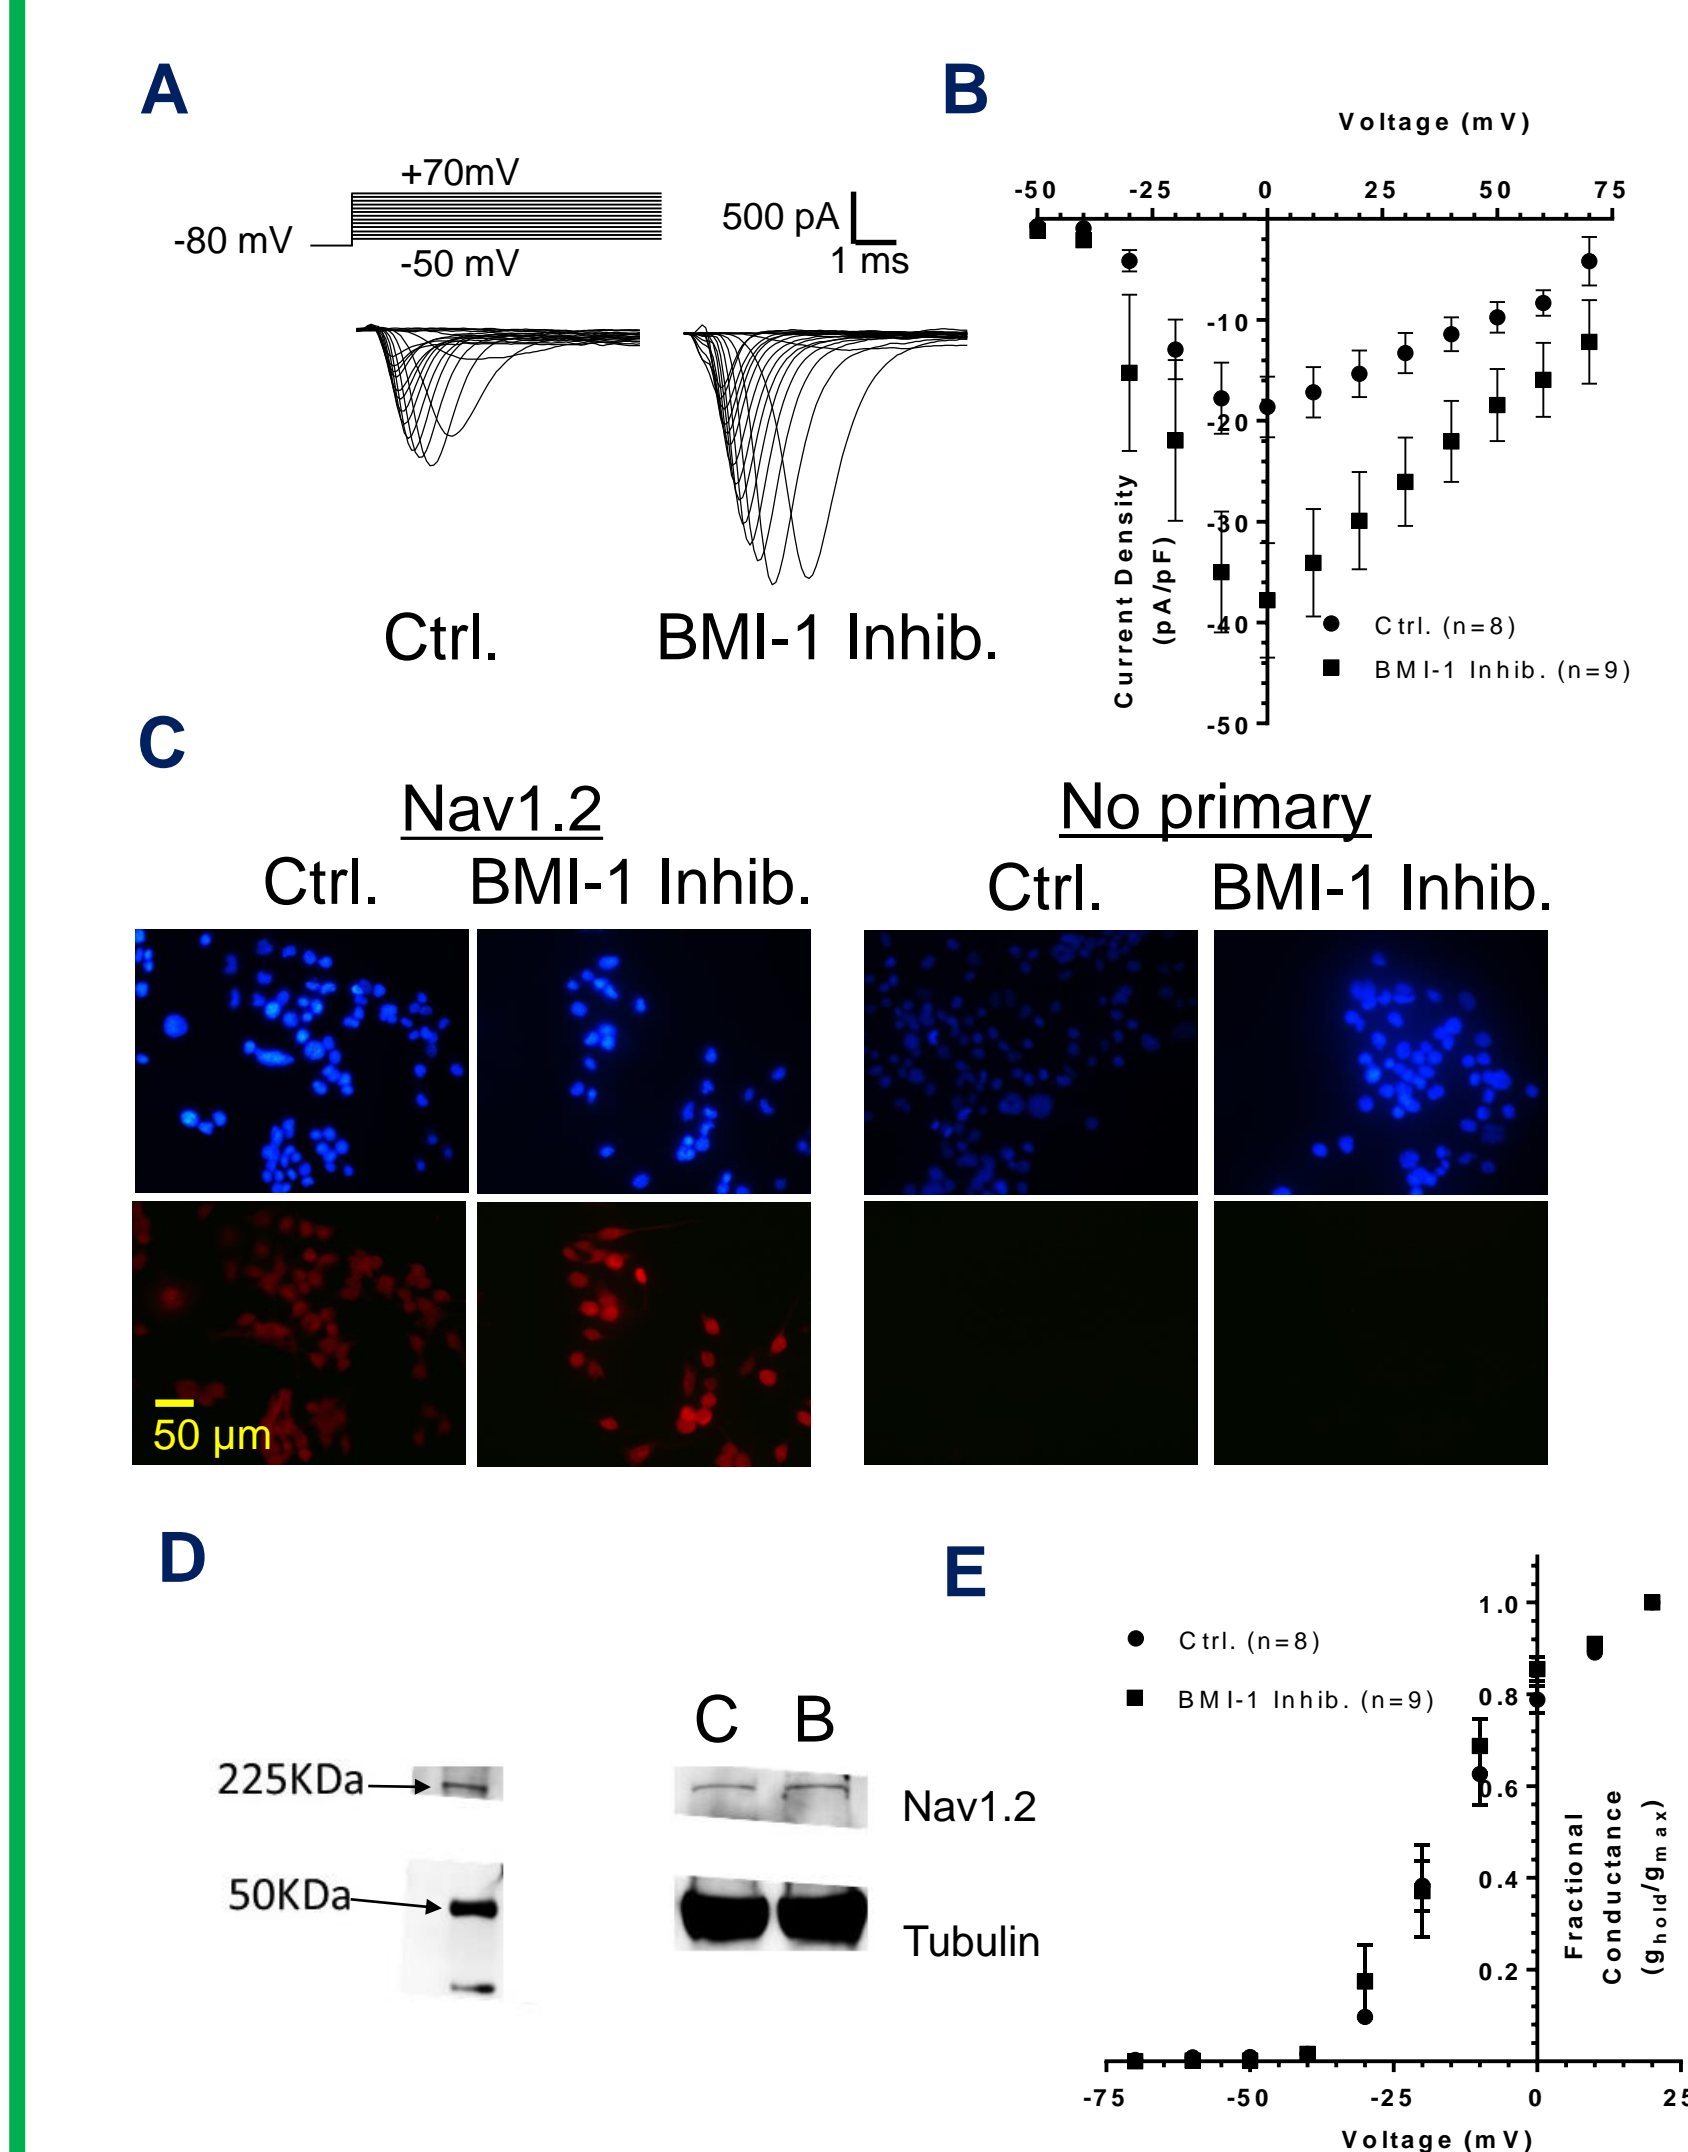 A
+70mV
-80 mV
-50 mV
500 pA
1 ms
Ctrl.
BMI-1 Inhib.
B
Voltage (mV)
-50
-25
0
25
50
75
-10
-20
-30
-40
-50
Current Density
(pA/pF)
Ctrl. (n=8)
BMI-1 Inhib. (n=9)
C
Nav1.2
No primary
Ctrl.
BMI-1 Inhib.
Ctrl.
BMI-1 Inhib.
50 µm
D
C
B
225KDa
Nav1.2
50KDa
Tubulin
E
Ctrl. (n=8)
BMI-1 Inhib. (n=9)
1.0
0.8
0.6
0.4
0.2
Fractional
Conductance
(ghold/gmax)
-75
-50
-25
0
25
Voltage (mV)